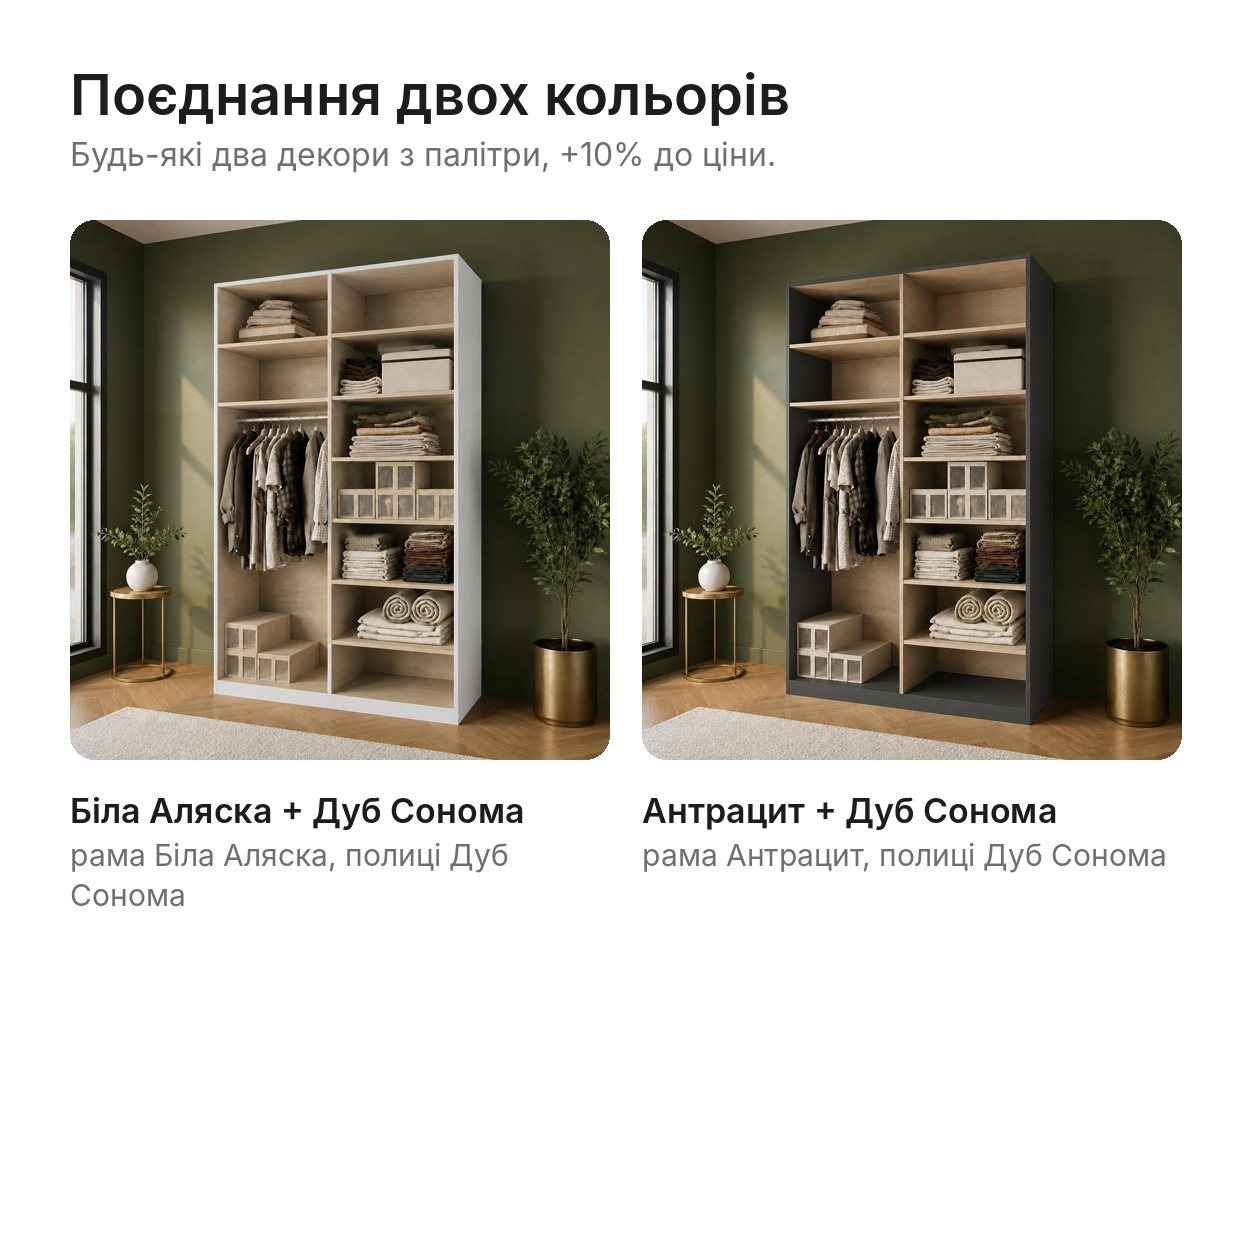 Поєднання двох кольорів
Будь-які два декори з палітри, +10% до ціни.
Біла Аляска + Дуб Сонома
рама Біла Аляска, полиці Дуб
Сонома
Антрацит + Дуб Сонома
рама Антрацит, полиці Дуб Сонома